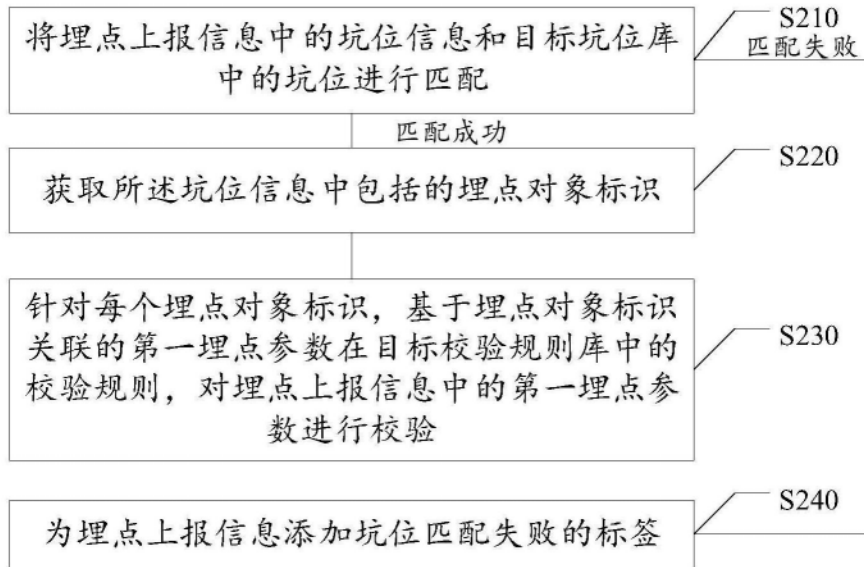 将埋点上报信息中的坑位信息和目标坑位库
中的坑位进行匹配
S210
匹配失败
匹配成功
获取所述坑位信息中包括的埋点对象标识
S220
针对每个埋点对象标识，基于埋点对象标识
关联的第一埋点参数在目标校验规则库中的
校验规则，对埋点上报信息中的第一埋点参
数进行校验
S230
为埋点上报信息添加坑位匹配失败的标签
S240